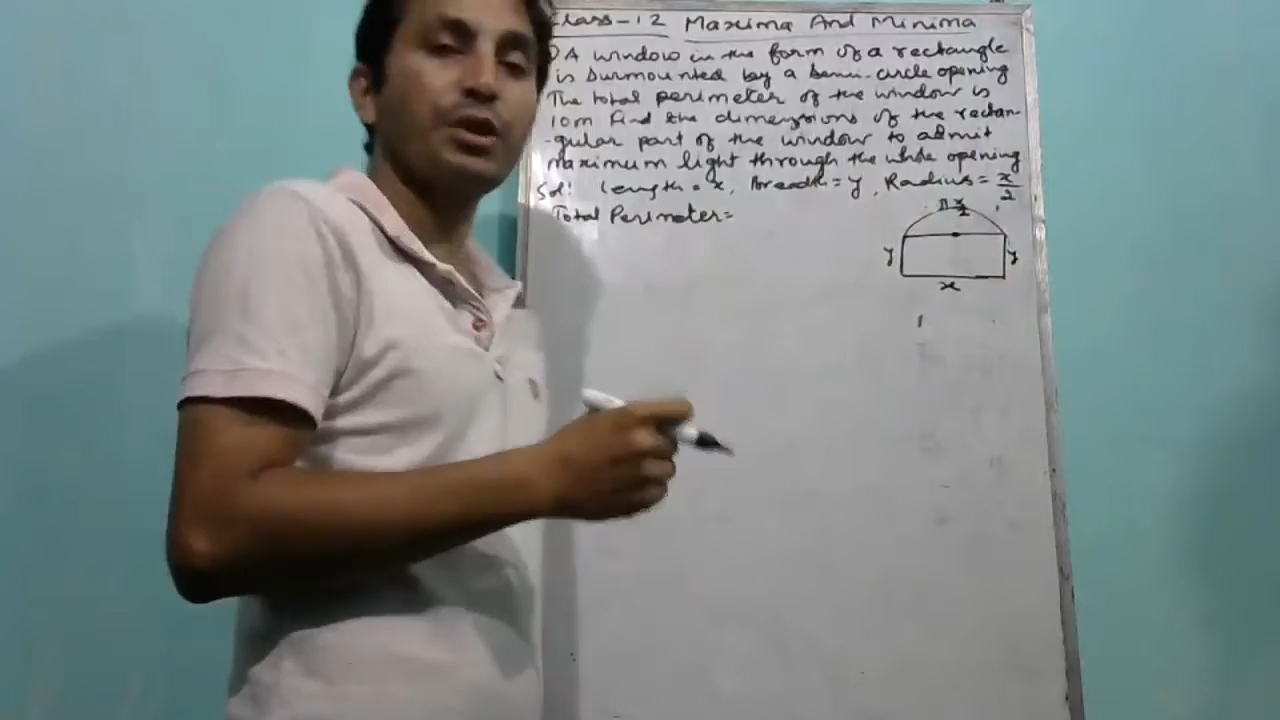 Class-12 Maxima And Minima
A window in the form of a rectangle
is surmounted by a semi-circle opening
The total perimeter of the window is
10m Find the dimensions of the rectan-
-gular part of the window to admit
maximum light through the whole opening
Sol: Length = x, Breadth = y, Radius = x/2
Total Perimeter=
π x/2
y
y
x